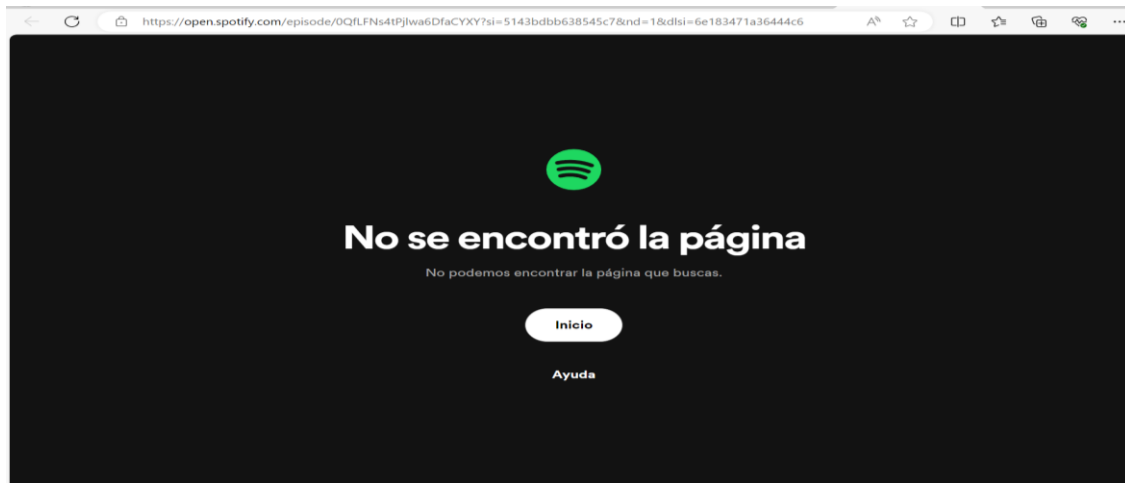 https://open.spotify.com/episode/0QfLFNs4tPjlwa6DfaCYXY?si=5143bdbb638545c7&nd=1&dlsi=6e183471a36444c6
No se encontró la página
No podemos encontrar la página que buscas.
Inicio
Ayuda